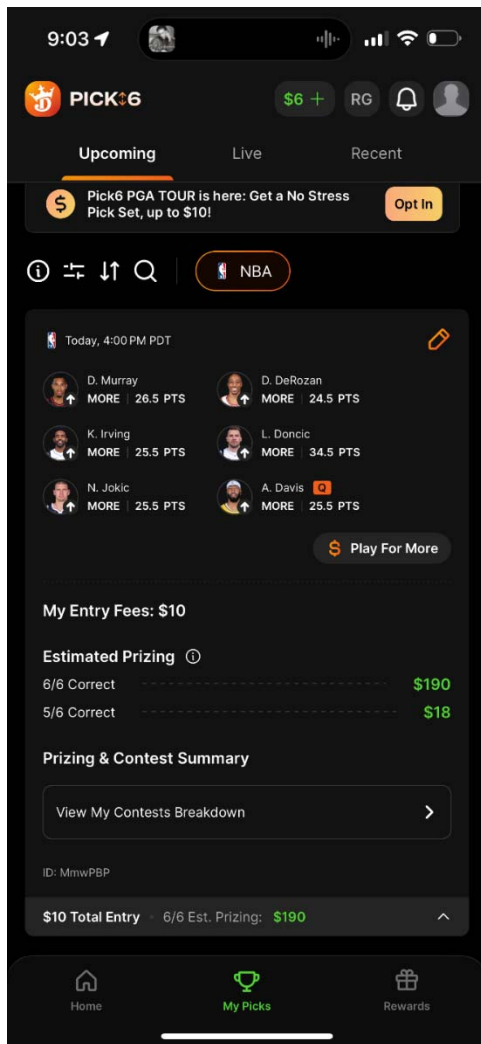 9:03
PICK6
$6 +
RG
Upcoming
Live
Recent
Pick6 PGA TOUR is here: Get a No Stress
Pick Set, up to $10!
Opt In
NBA
Today, 4:00 PM PDT
D. Murray
MORE | 26.5 PTS
D. DeRozan
MORE | 24.5 PTS
K. Irving
MORE | 25.5 PTS
L. Doncic
MORE | 34.5 PTS
N. Jokic
MORE | 25.5 PTS
A. Davis Q
MORE | 25.5 PTS
$ Play For More
My Entry Fees: $10
Estimated Prizing
6/6 Correct $190
5/6 Correct $18
Prizing & Contest Summary
View My Contests Breakdown
ID: MmwPBP
$10 Total Entry • 6/6 Est. Prizing: $190
Home
My Picks
Rewards